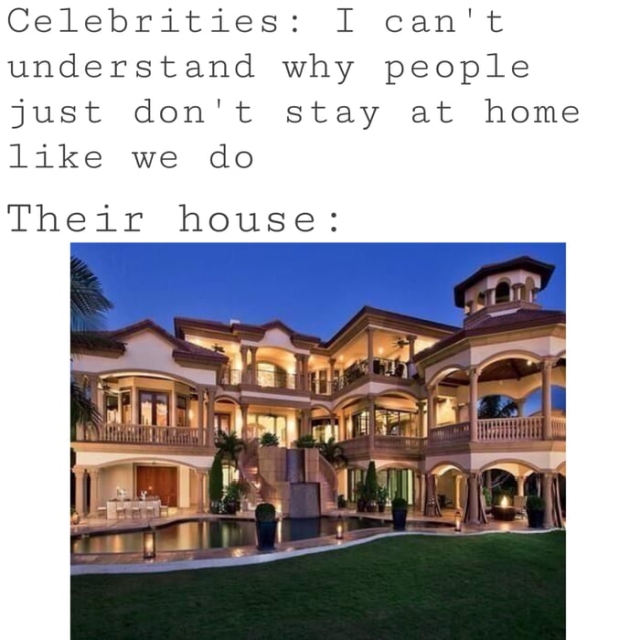 Celebrities: I can't
understand why people
just don't stay at home
like we do
Their house: